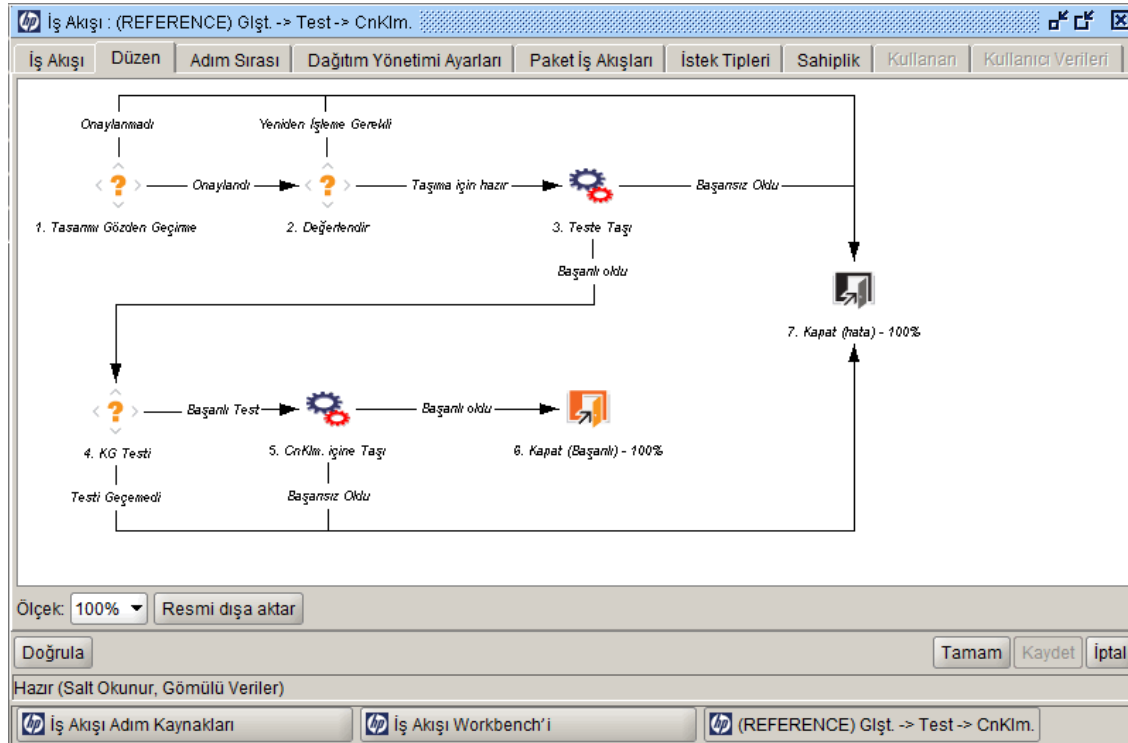 hp İş Akışı : (REFERENCE) Glşt. -> Test -> CnKlm.
İş Akışı Düzen Adım Sırası Dağıtım Yönetimi Ayarları Paket İş Akışları İstek Tipleri Sahiplik Kullanan Kullanıcı Verileri
Onaylanmadı Yeniden İşleme Gerekli
Onaylandı Taşıma için hazır Başarısız Oldu
1. Tasarımı Gözden Geçirme 2. Değerlendir 3. Teste Taşı
Başarılı oldu
7. Kapat (hata) - 100%
Başarılı Test Başarılı oldu
4. KG Testi 5. CnKlm. içine Taşı 6. Kapat (Başarılı) - 100%
Testi Geçemedi Başarısız Oldu
Ölçek: 100% Resmi dışa aktar
Doğrula Tamam Kaydet İptal
Hazır (Salt Okunur, Gömülü Veriler)
hp İş Akışı Adım Kaynakları hp İş Akışı Workbench'i hp (REFERENCE) Glşt. -> Test -> CnKlm.